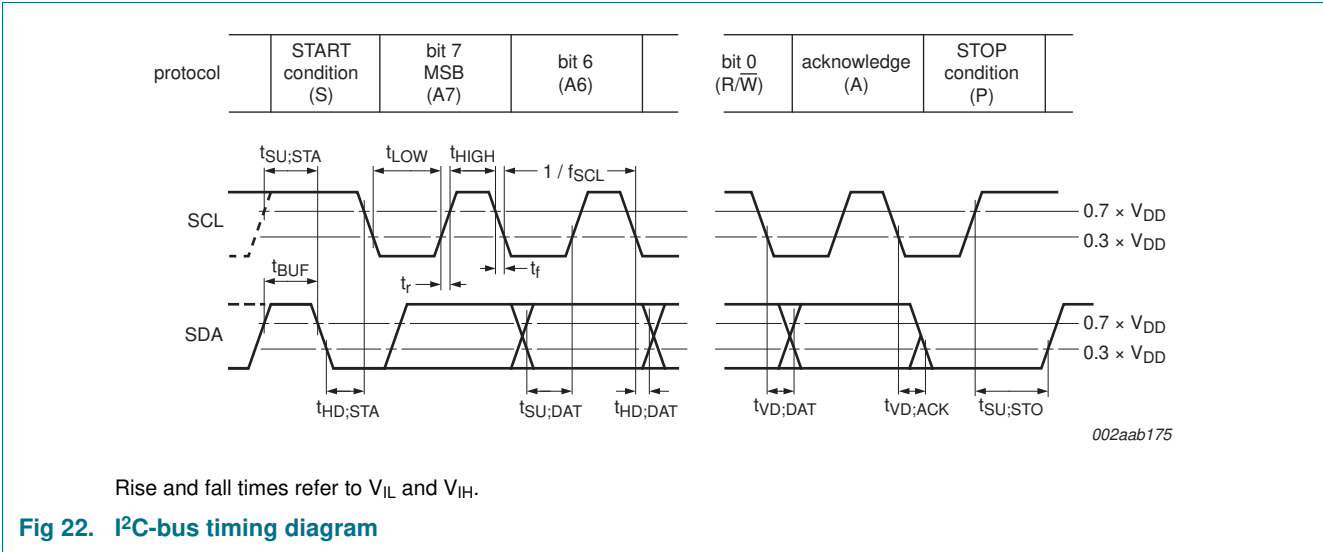 protocol
START
condition
(S)
bit 7
MSB
(A7)
bit 6
(A6)
bit 0
(R/W̅)
acknowledge
(A)
STOP
condition
(P)
tSU;STA
tLOW
tHIGH
1 / fSCL
SCL
0.7 × VDD
0.3 × VDD
tBUF
tr
tf
SDA
0.7 × VDD
0.3 × VDD
tHD;STA
tSU;DAT
tHD;DAT
tVD;DAT
tVD;ACK
tSU;STO
002aab175
Rise and fall times refer to VIL and VIH.
Fig 22. I²C-bus timing diagram